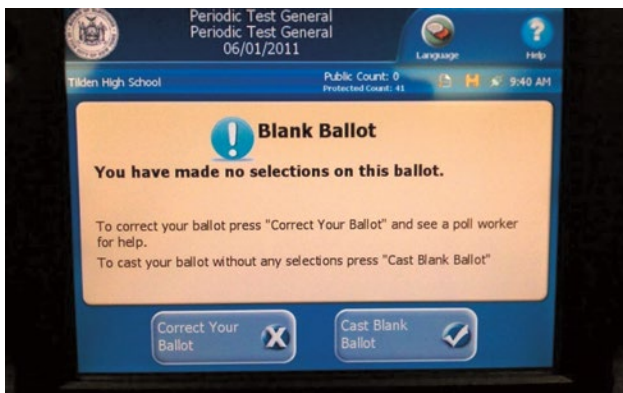 Periodic Test General
Periodic Test General
06/01/2011
Language
Help
Tilden High School
Public Count: 0
Protected Count: 41
9:40 AM
Blank Ballot
You have made no selections on this ballot.
To correct your ballot press "Correct Your Ballot" and see a poll worker
for help.
To cast your ballot without any selections press "Cast Blank Ballot"
Correct Your
Ballot
Cast Blank
Ballot